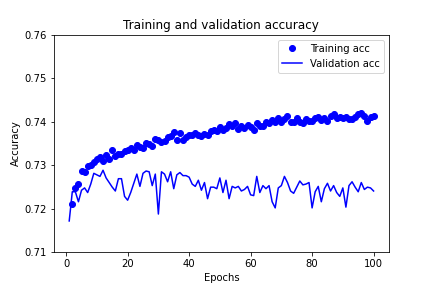 Training and validation accuracy
0.76
0.75
0.74
0.73
0.72
0.71
Accuracy
Training acc
Validation acc
0
20
40
60
80
100
Epochs